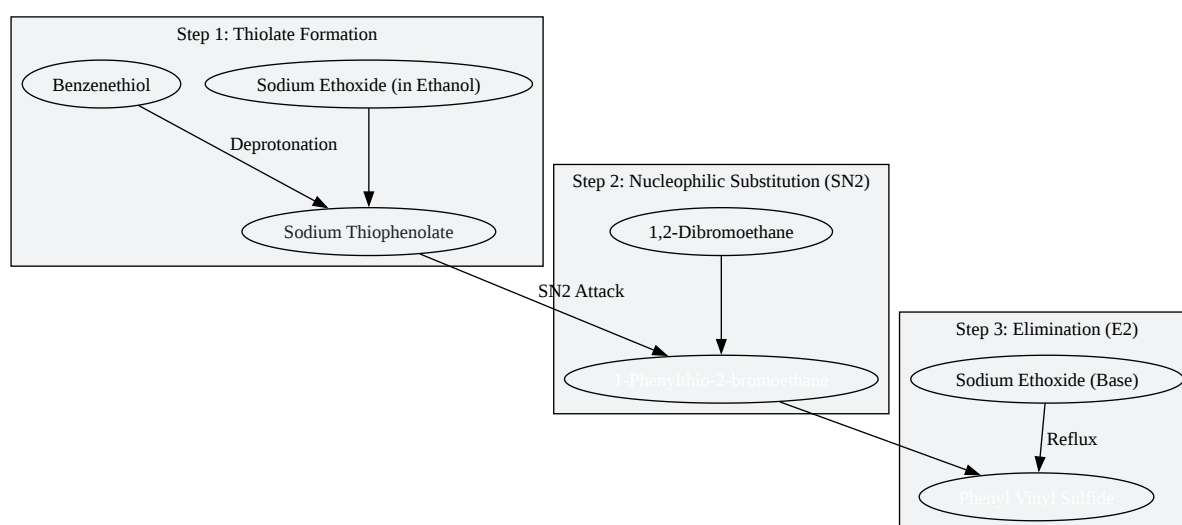 Step 1: Thiolate Formation
Benzenethiol
Sodium Ethoxide (in Ethanol)
Deprotonation
Sodium Thiophenolate
Step 2: Nucleophilic Substitution (SN2)
1,2-Dibromoethane
SN2 Attack
1-Phenylthio-2-bromoethane
Step 3: Elimination (E2)
Sodium Ethoxide (Base)
Reflux
Phenyl Vinyl Sulfide